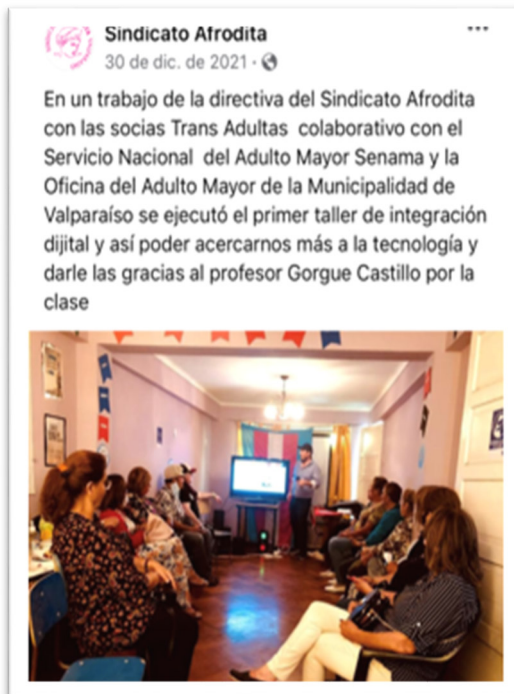 Sindicato Afrodita
30 de dic. de 2021 ·
En un trabajo de la directiva del Sindicato Afrodita
con las socias Trans Adultas colaborativo con el
Servicio Nacional del Adulto Mayor Senama y la
Oficina del Adulto Mayor de la Municipalidad de
Valparaíso se ejecutó el primer taller de integración
dijital y así poder acercarnos más a la tecnología y
darle las gracias al profesor Gorgue Castillo por la
clase